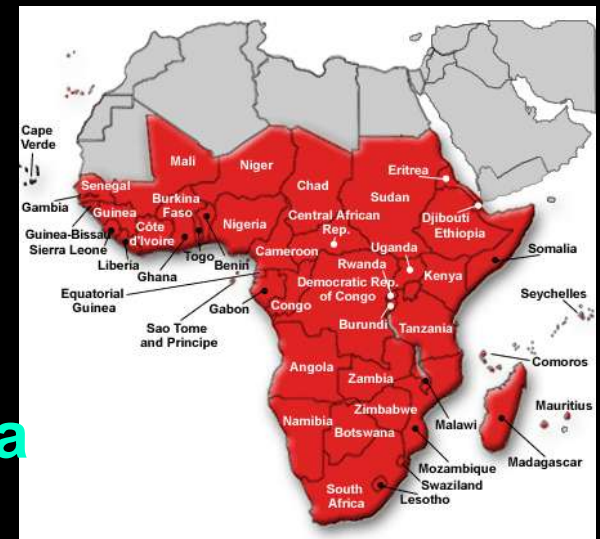 Cape
Verde
Mali
Niger
Eritrea
Chad
Senegal
Sudan
Gambia
Burkina
Faso
Guinea
Djibouti
Central African
Rep.
Nigeria
Côte
d'Ivoire
Ethiopia
Guinea-Bissau
Sierra Leone
Cameroon
Uganda
Somalia
Togo
Benin
Liberia
Rwanda
Ghana
Kenya
Democratic Rep.
of Congo
Equatorial
Guinea
Seychelles
Gabon
Congo
Burundi
Tanzania
Sao Tome
and Principe
Comoros
Angola
Zambia
Mauritius
Zimbabwe
Malawi
Namibia
Botswana
a
Madagascar
Mozambique
Swaziland
South
Africa
Lesotho